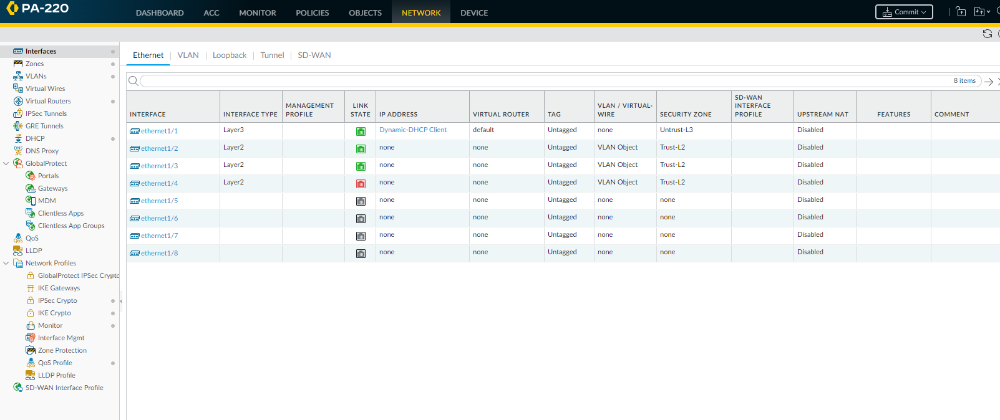 PA-220
DASHBOARD ACC MONITOR POLICIES OBJECTS NETWORK DEVICE
Commit
Interfaces
Zones
VLANs
Virtual Wires
Virtual Routers
IPSec Tunnels
GRE Tunnels
DHCP
DNS Proxy
GlobalProtect
Portals
Gateways
MDM
Clientless Apps
Clientless App Groups
QoS
LLDP
Network Profiles
GlobalProtect IPSec Crypto
IKE Gateways
IPSec Crypto
IKE Crypto
Monitor
Interface Mgmt
Zone Protection
QoS Profile
LLDP Profile
SD-WAN Interface Profile
Ethernet | VLAN | Loopback | Tunnel | SD-WAN
8 items
INTERFACE INTERFACE TYPE MANAGEMENT PROFILE LINK STATE IP ADDRESS VIRTUAL ROUTER TAG VLAN / VIRTUAL-WIRE SECURITY ZONE SD-WAN INTERFACE PROFILE UPSTREAM NAT FEATURES COMMENT
ethernet1/1 Layer3 Dynamic-DHCP Client default Untagged none Untrust-L3 Disabled
ethernet1/2 Layer2 none none Untagged VLAN Object Trust-L2 Disabled
ethernet1/3 Layer2 none none Untagged VLAN Object Trust-L2 Disabled
ethernet1/4 Layer2 none none Untagged VLAN Object Trust-L2 Disabled
ethernet1/5 none none Untagged none none Disabled
ethernet1/6 none none Untagged none none Disabled
ethernet1/7 none none Untagged none none Disabled
ethernet1/8 none none Untagged none none Disabled